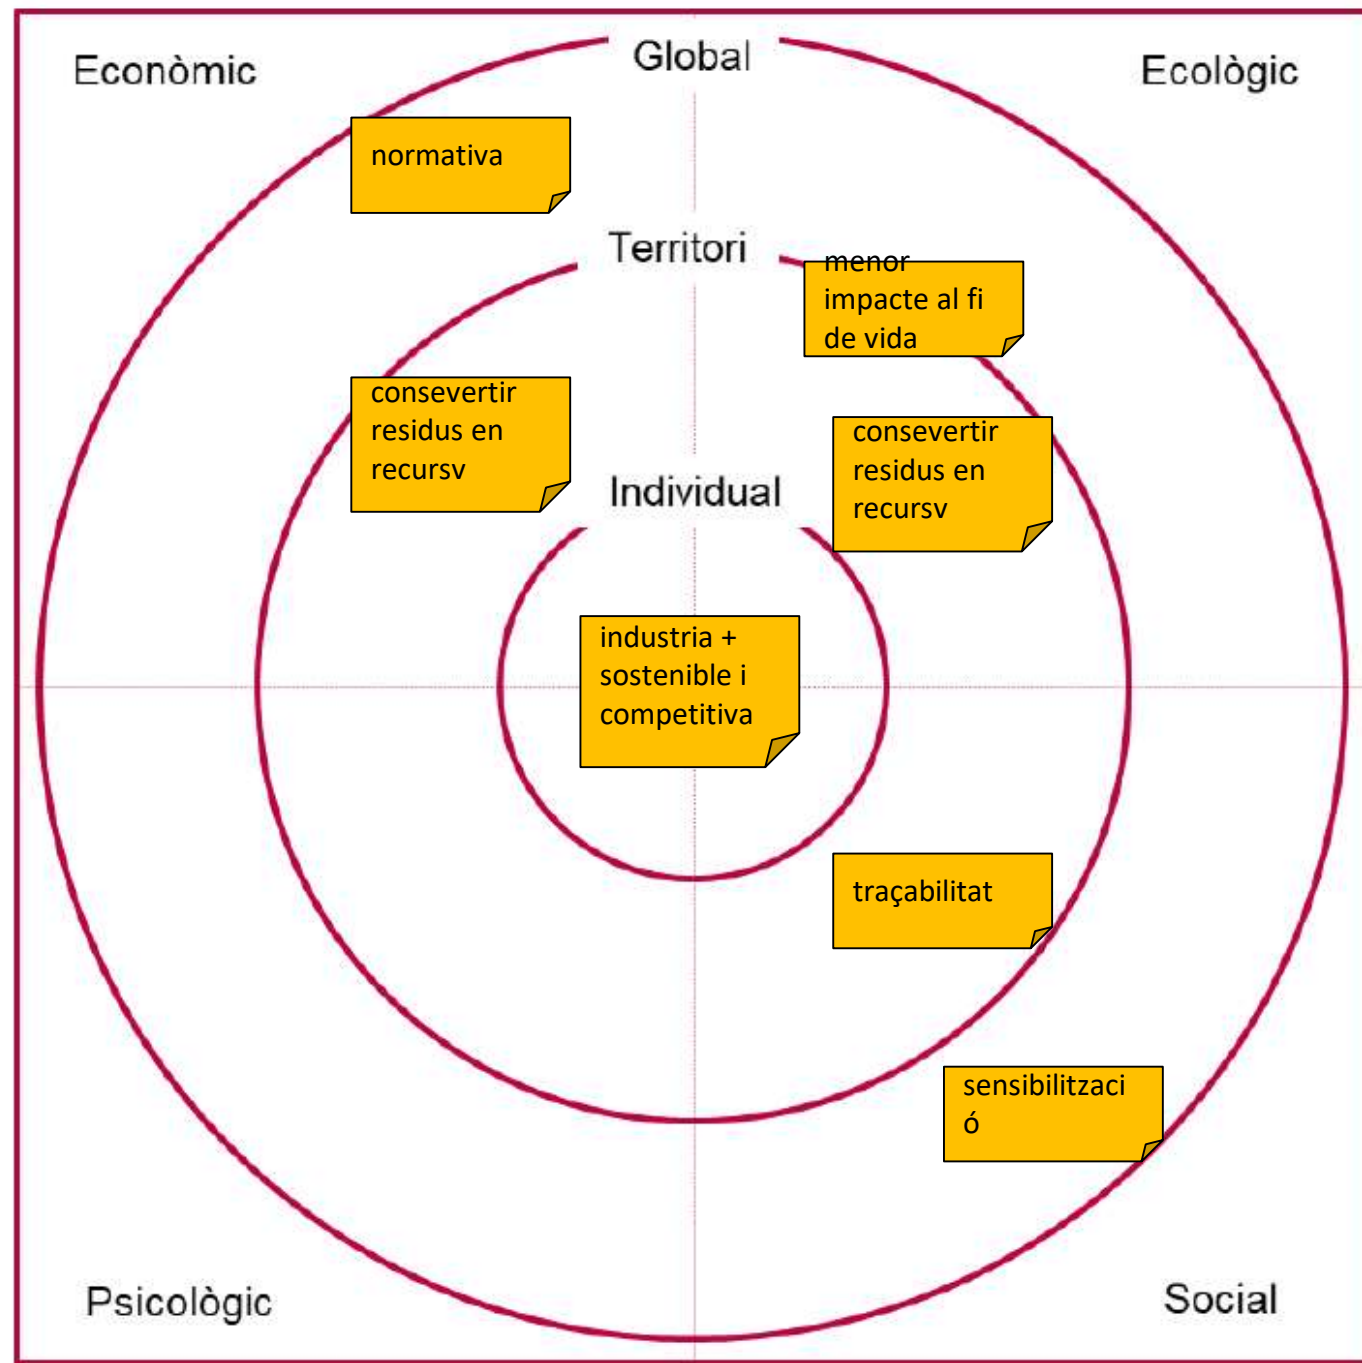 Econòmic
Global
Ecològic
normativa
Territori
menor
impacte al fi
de vida
consevertir
residus en
recursv
consevertir
residus en
recursv
Individual
industria +
sostenible i
competitiva
traçabilitat
sensibilitzaci
ó
Psicològic
Social